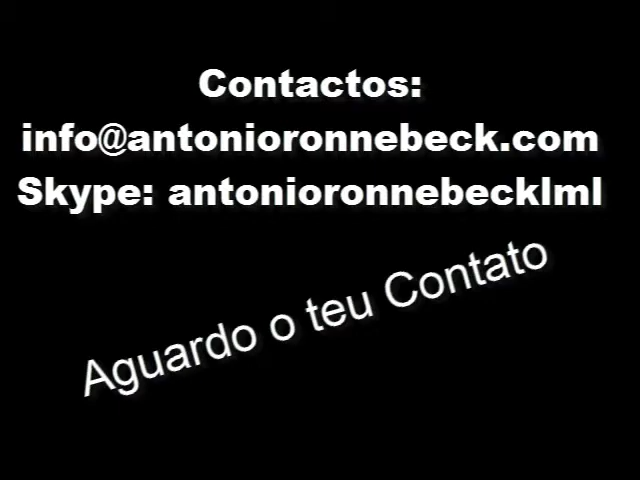 Contactos:
info@antonioronnebeck.com
Skype: antonioronnebecklml
Aguardo o teu Contato